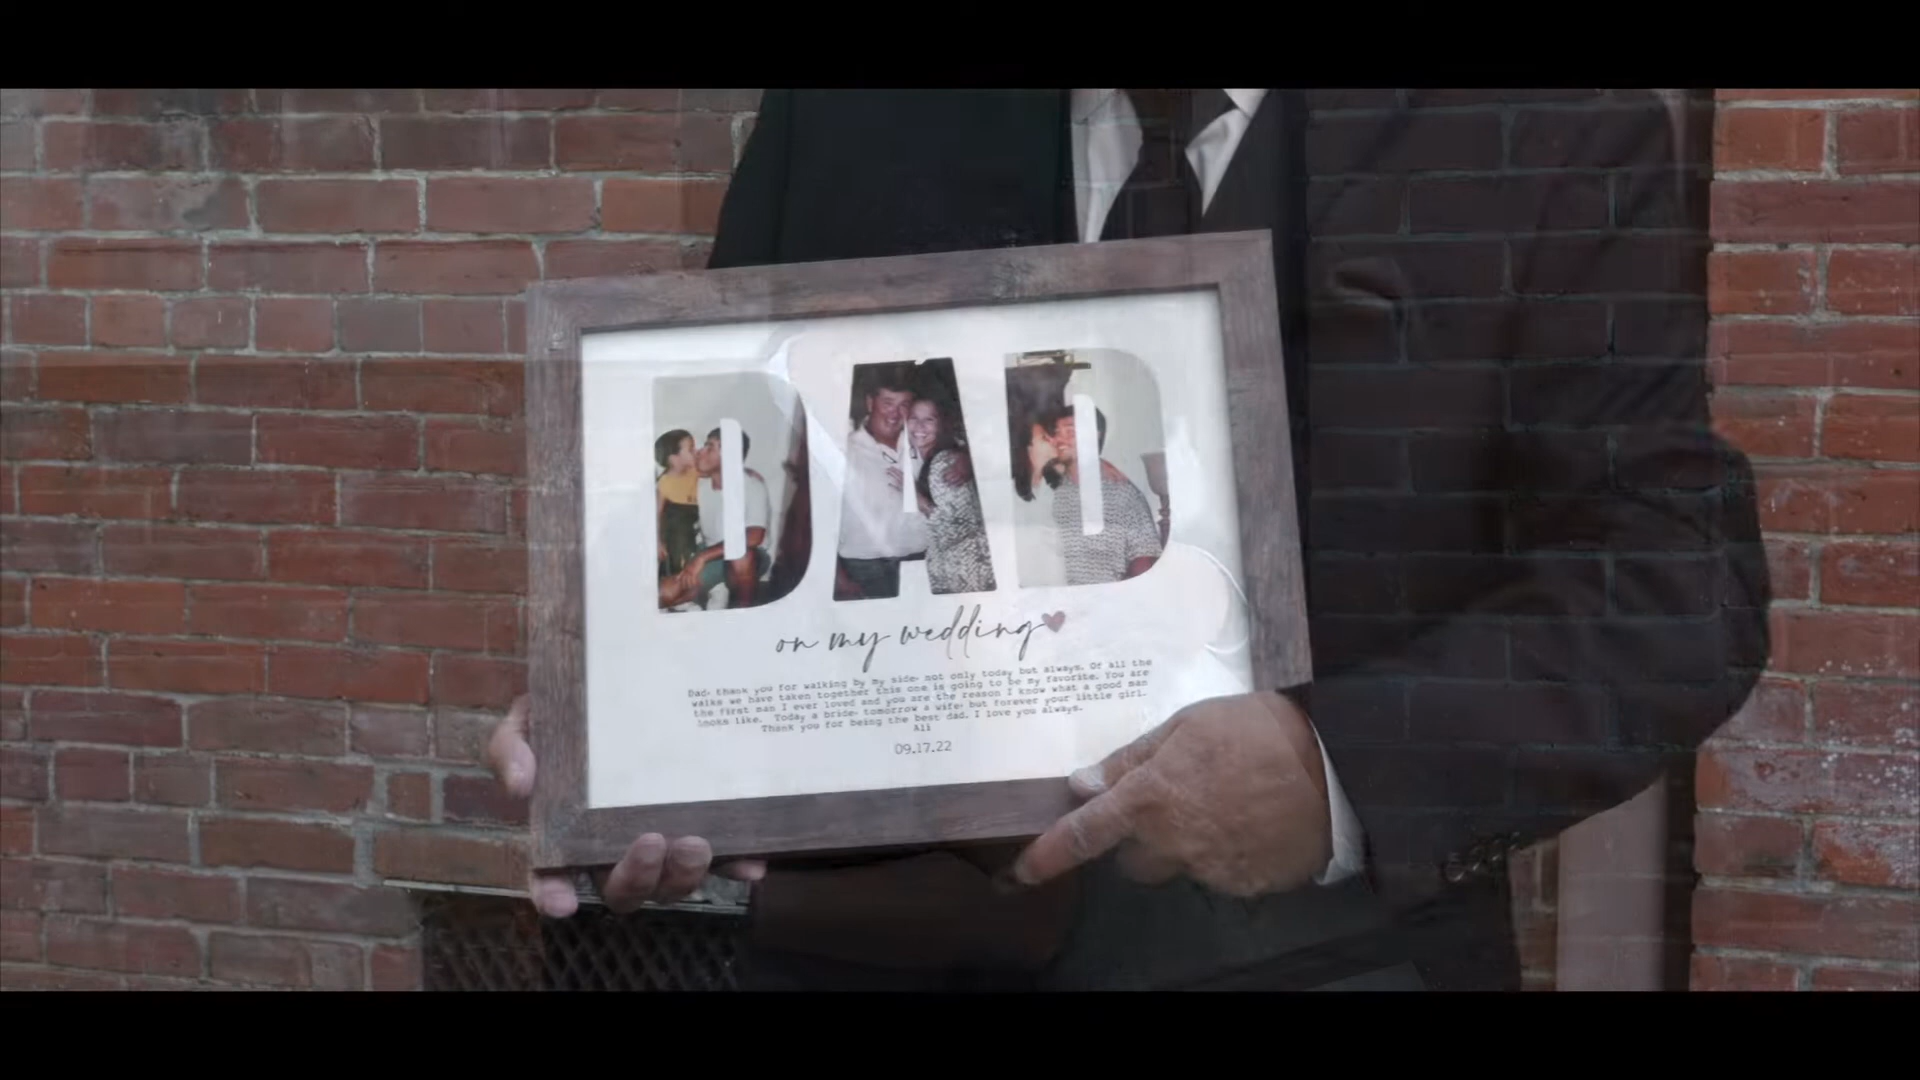 DAD
on my wedding
Dad, thank you for walking by my side- not only today but always. Of all the
walks we have taken together this one is going to be my favorite. You are
the first man I ever loved and you are the reason I know what a good man
looks like. Today a bride, tomorrow a wife, but forever your little girl.
Thank you for being the best dad. I love you always.
Ali
09.17.22